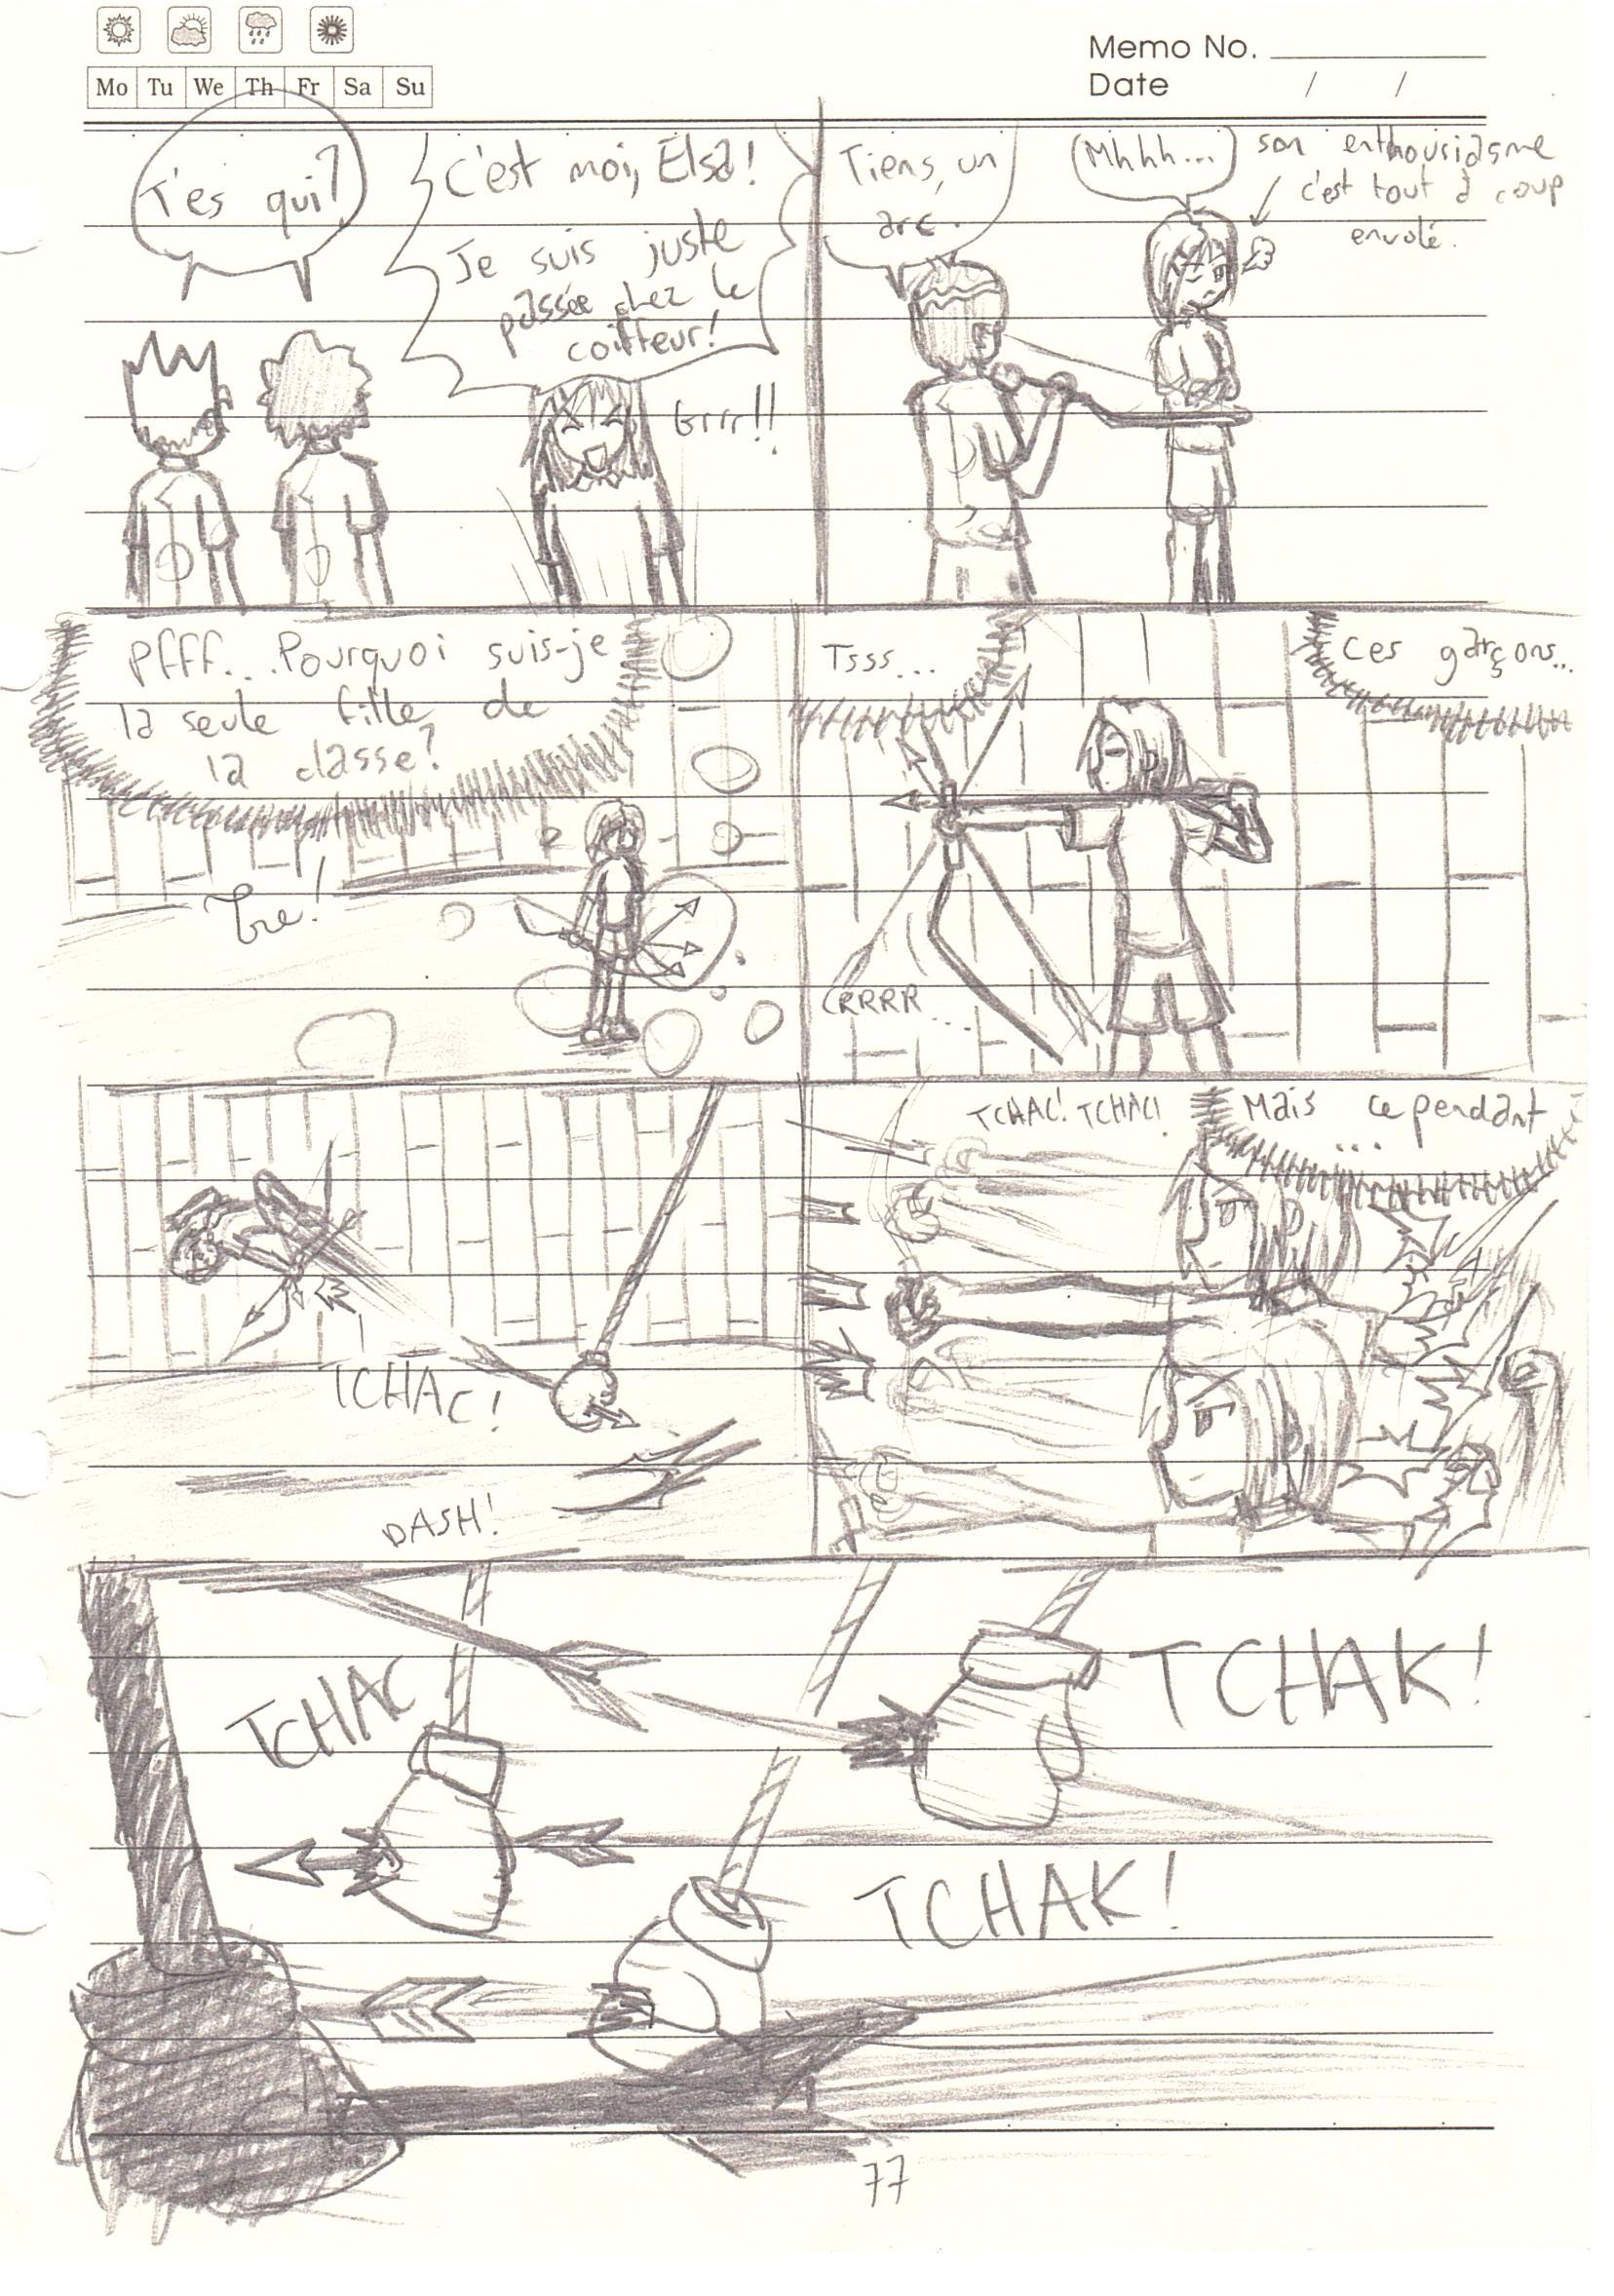 Memo No.
Date / /
Mo Tu We Th Fr Sa Su
T'es qui?
C'est moi, Elsa!
Je suis juste
passée chez le
coiffeur!
Grrr!!
Tiens, un
arc.
Mhhh...
son enthousiasme
c'est tout à coup
envolé.
Pfff... Pourquoi suis-je
la seule fille de
la classe?
Tsss...
Ces garçons...
CRRRR...
TCHAC!
DASH!
TCHAC! TCHAC!
Mais cependant
...
TCHAC
TCHAK!
TCHAK!
77